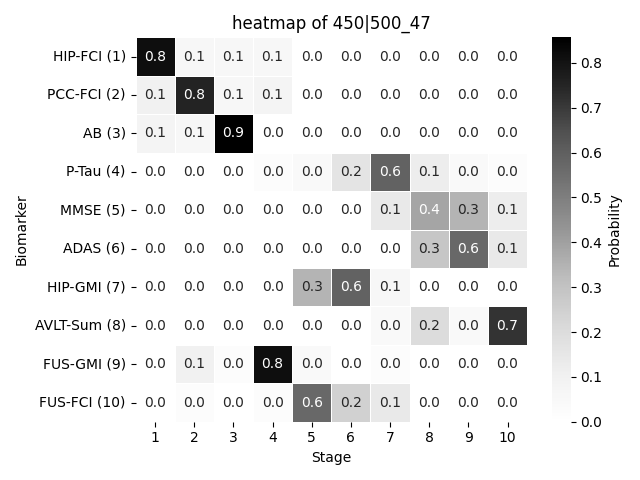 heatmap of 450|500_47
HIP-FCI (1) 0.8 0.1 0.1 0.1 0.0 0.0 0.0 0.0 0.0 0.0
PCC-FCI (2) 0.1 0.8 0.1 0.1 0.0 0.0 0.0 0.0 0.0 0.0
AB (3) 0.1 0.1 0.9 0.0 0.0 0.0 0.0 0.0 0.0 0.0
P-Tau (4) 0.0 0.0 0.0 0.0 0.0 0.2 0.6 0.1 0.0 0.0
MMSE (5) 0.0 0.0 0.0 0.0 0.0 0.0 0.1 0.4 0.3 0.1
ADAS (6) 0.0 0.0 0.0 0.0 0.0 0.0 0.0 0.3 0.6 0.1
HIP-GMI (7) 0.0 0.0 0.0 0.0 0.3 0.6 0.1 0.0 0.0 0.0
AVLT-Sum (8) 0.0 0.0 0.0 0.0 0.0 0.0 0.0 0.2 0.0 0.7
FUS-GMI (9) 0.0 0.1 0.0 0.8 0.0 0.0 0.0 0.0 0.0 0.0
FUS-FCI (10) 0.0 0.0 0.0 0.0 0.6 0.2 0.1 0.0 0.0 0.0
1 2 3 4 5 6 7 8 9 10
Stage
Biomarker
0.8
0.7
0.6
0.5
0.4
0.3
0.2
0.1
0.0
Probability